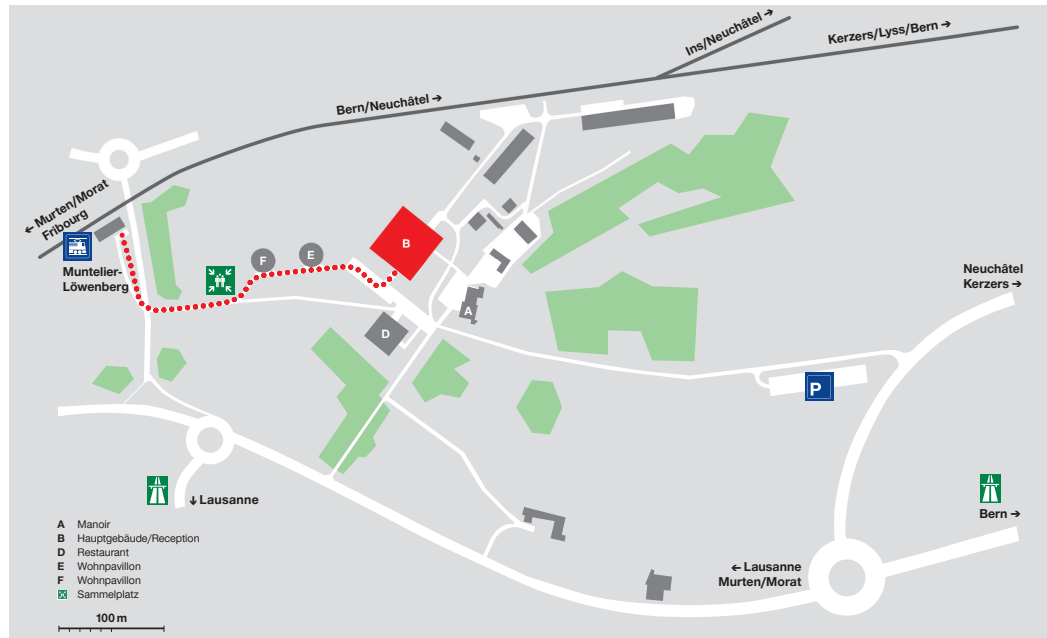 Ins/Neuchâtel →
Kerzers/Lyss/Bern →
Bern/Neuchâtel →
← Murten/Morat
Fribourg
Muntelier-
Löwenberg
B
F
E
A
D
Neuchâtel
Kerzers →
P
↓ Lausanne
Bern →
← Lausanne
Murten/Morat
A Manoir
B Hauptgebäude/Reception
D Restaurant
E Wohnpavillon
F Wohnpavillon
Sammelplatz
100 m